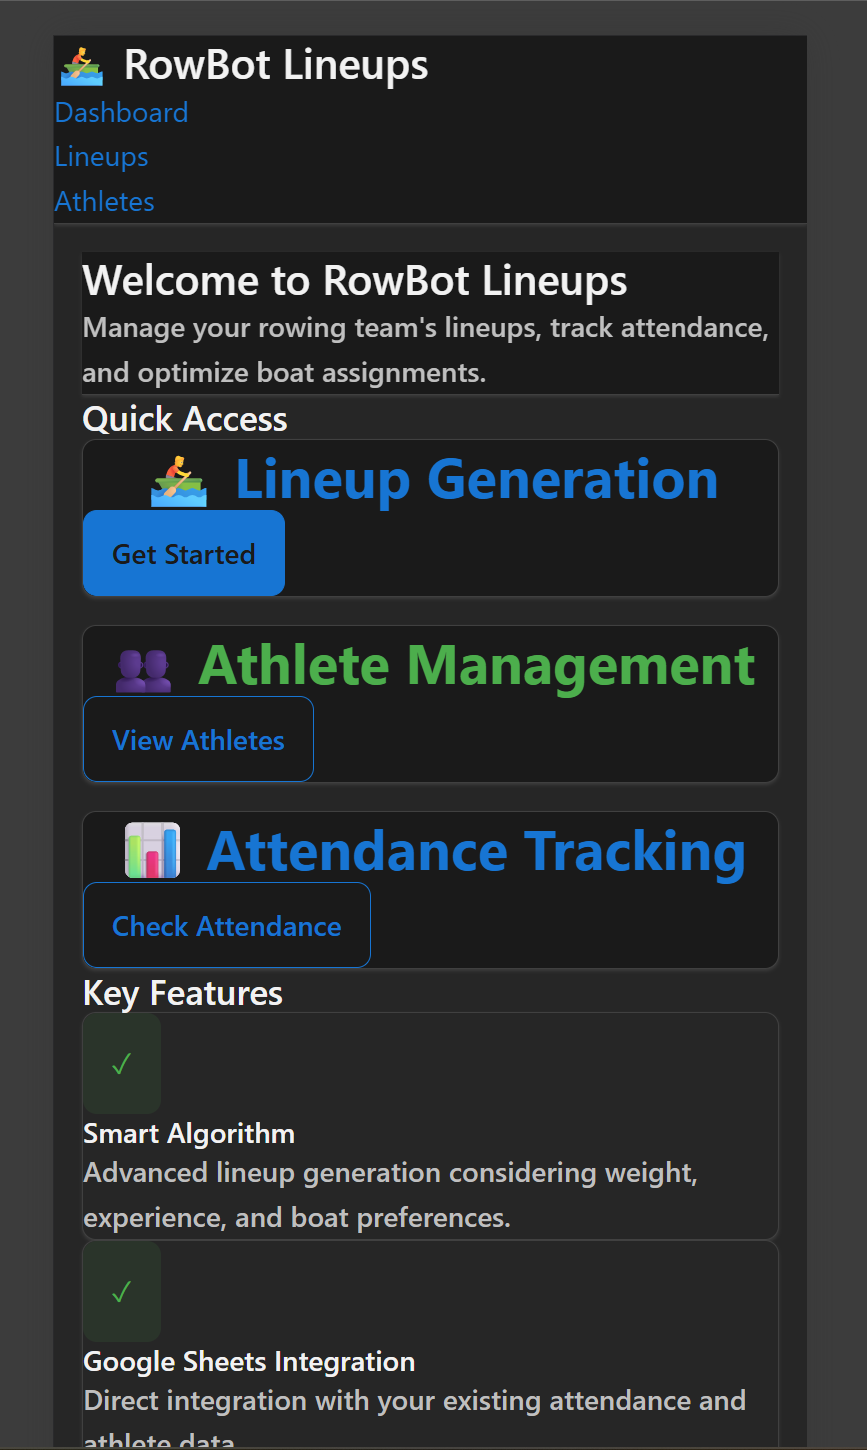 RowBot Lineups
Dashboard
Lineups
Athletes
Welcome to RowBot Lineups
Manage your rowing team's lineups, track attendance,
and optimize boat assignments.
Quick Access
Lineup Generation
Get Started
Athlete Management
View Athletes
Attendance Tracking
Check Attendance
Key Features
✓
Smart Algorithm
Advanced lineup generation considering weight,
experience, and boat preferences.
✓
Google Sheets Integration
Direct integration with your existing attendance and
athlete data